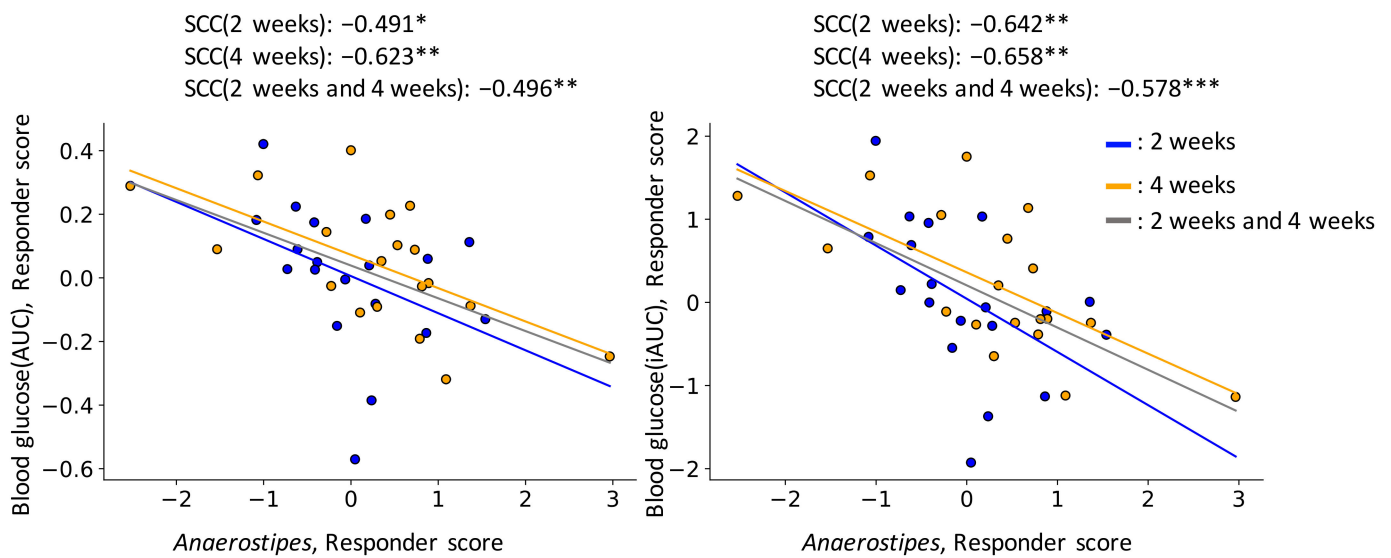 SCC(2 weeks): −0.491*
SCC(4 weeks): −0.623**
SCC(2 weeks and 4 weeks): −0.496**
Blood glucose(AUC), Responder score
0.4
0.2
0.0
−0.2
−0.4
−0.6
−2
−1
0
1
2
3
Anaerostipes, Responder score
SCC(2 weeks): −0.642**
SCC(4 weeks): −0.658**
SCC(2 weeks and 4 weeks): −0.578***
Blood glucose(iAUC), Responder score
2
1
0
−1
−2
−2
−1
0
1
2
3
Anaerostipes, Responder score
: 2 weeks
: 4 weeks
: 2 weeks and 4 weeks